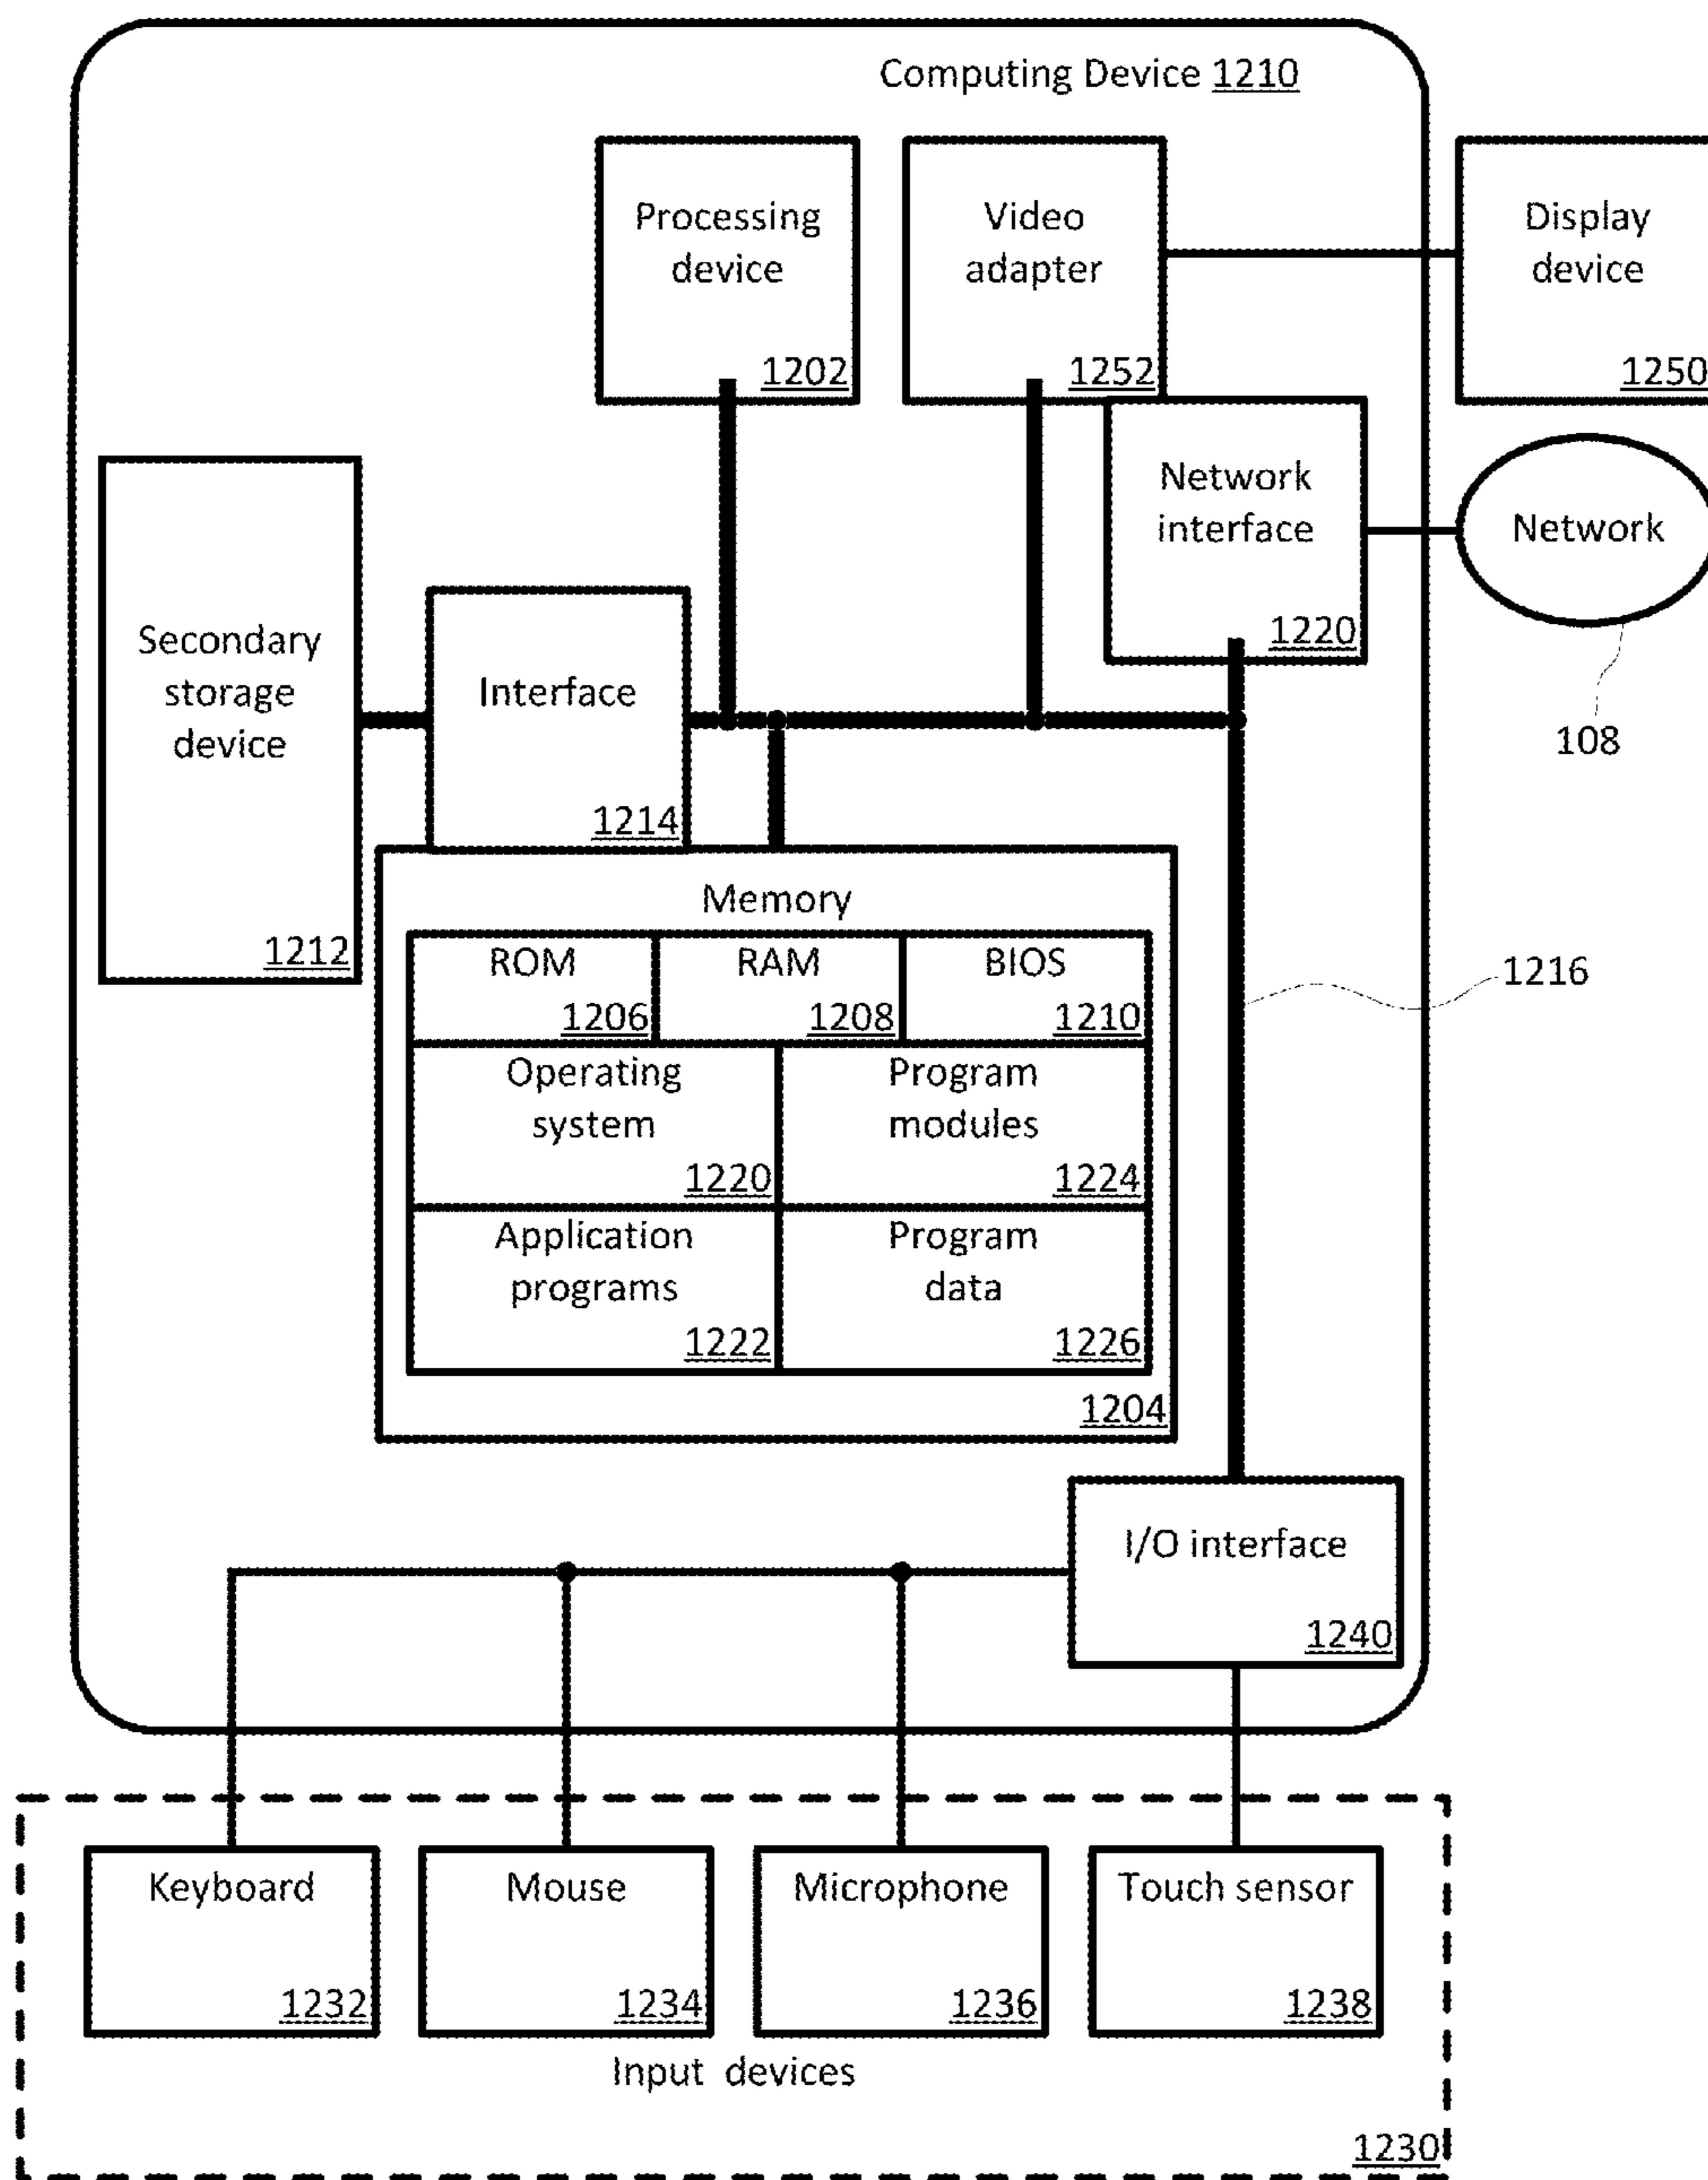 Computing Device 1210
Processing
device
1202
Video
adapter
1252
Display
device
1250
Network
interface
1220
Network
108
Secondary
storage
device
1212
Interface
1214
Memory
ROM
1206
RAM
1208
BIOS
1210
Operating
system
1220
Program
modules
1224
Application
programs
1222
Program
data
1226
1204
1216
I/O interface
1240
Keyboard
1232
Mouse
1234
Microphone
1236
Touch sensor
1238
Input devices
1230